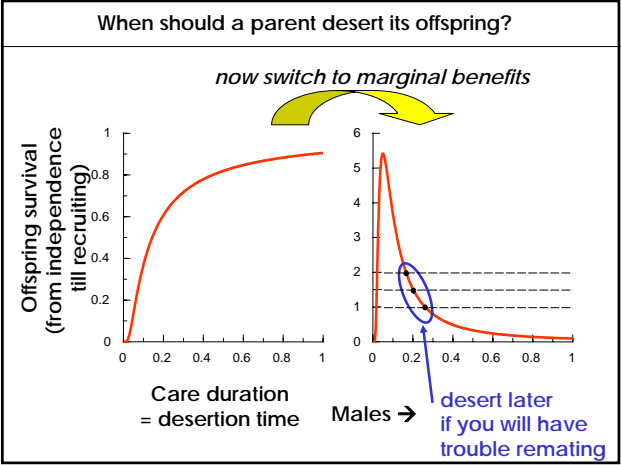 When should a parent desert its offspring?
now switch to marginal benefits
Offspring survival
(from independence
till recruiting)
1
0.8
0.6
0.4
0.2
0
0 0.2 0.4 0.6 0.8 1
6
5
4
3
2
1
0
0 0.2 0.4 0.6 0.8 1
Care duration
= desertion time
Males →
desert later
if you will have
trouble remating